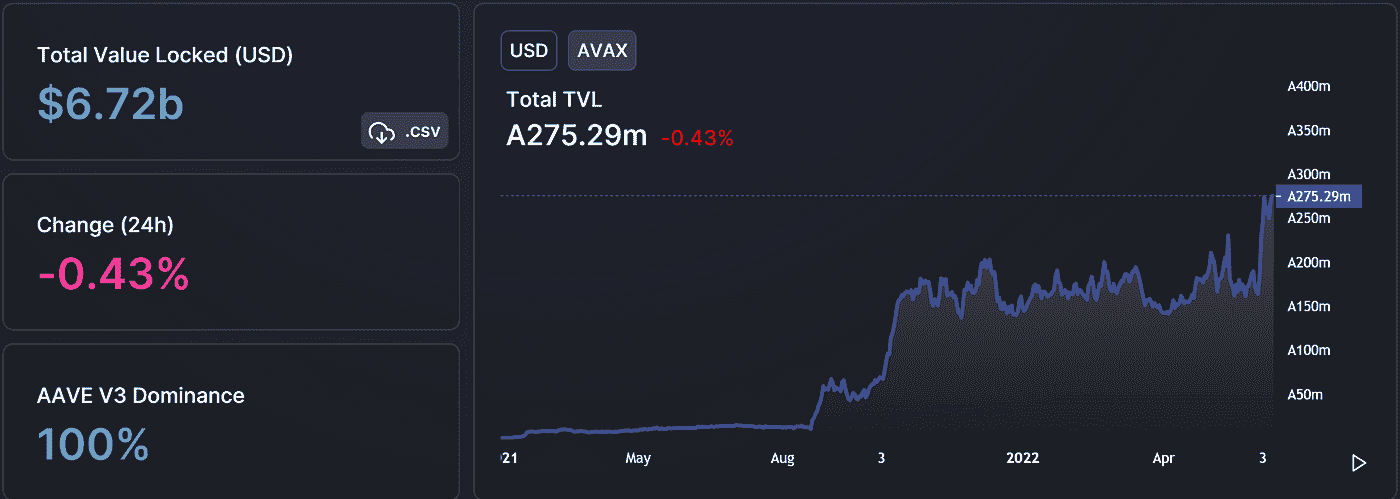 Total Value Locked (USD)
$6.72b
.CSV
Change (24h)
-0.43%
AAVE V3 Dominance
100%
USD AVAX
Total TVL
A275.29m -0.43%
A400m
A350m
A300m
A275.29m
A250m
A200m
A150m
A100m
A50m
21 May Aug 3 2022 Apr 3